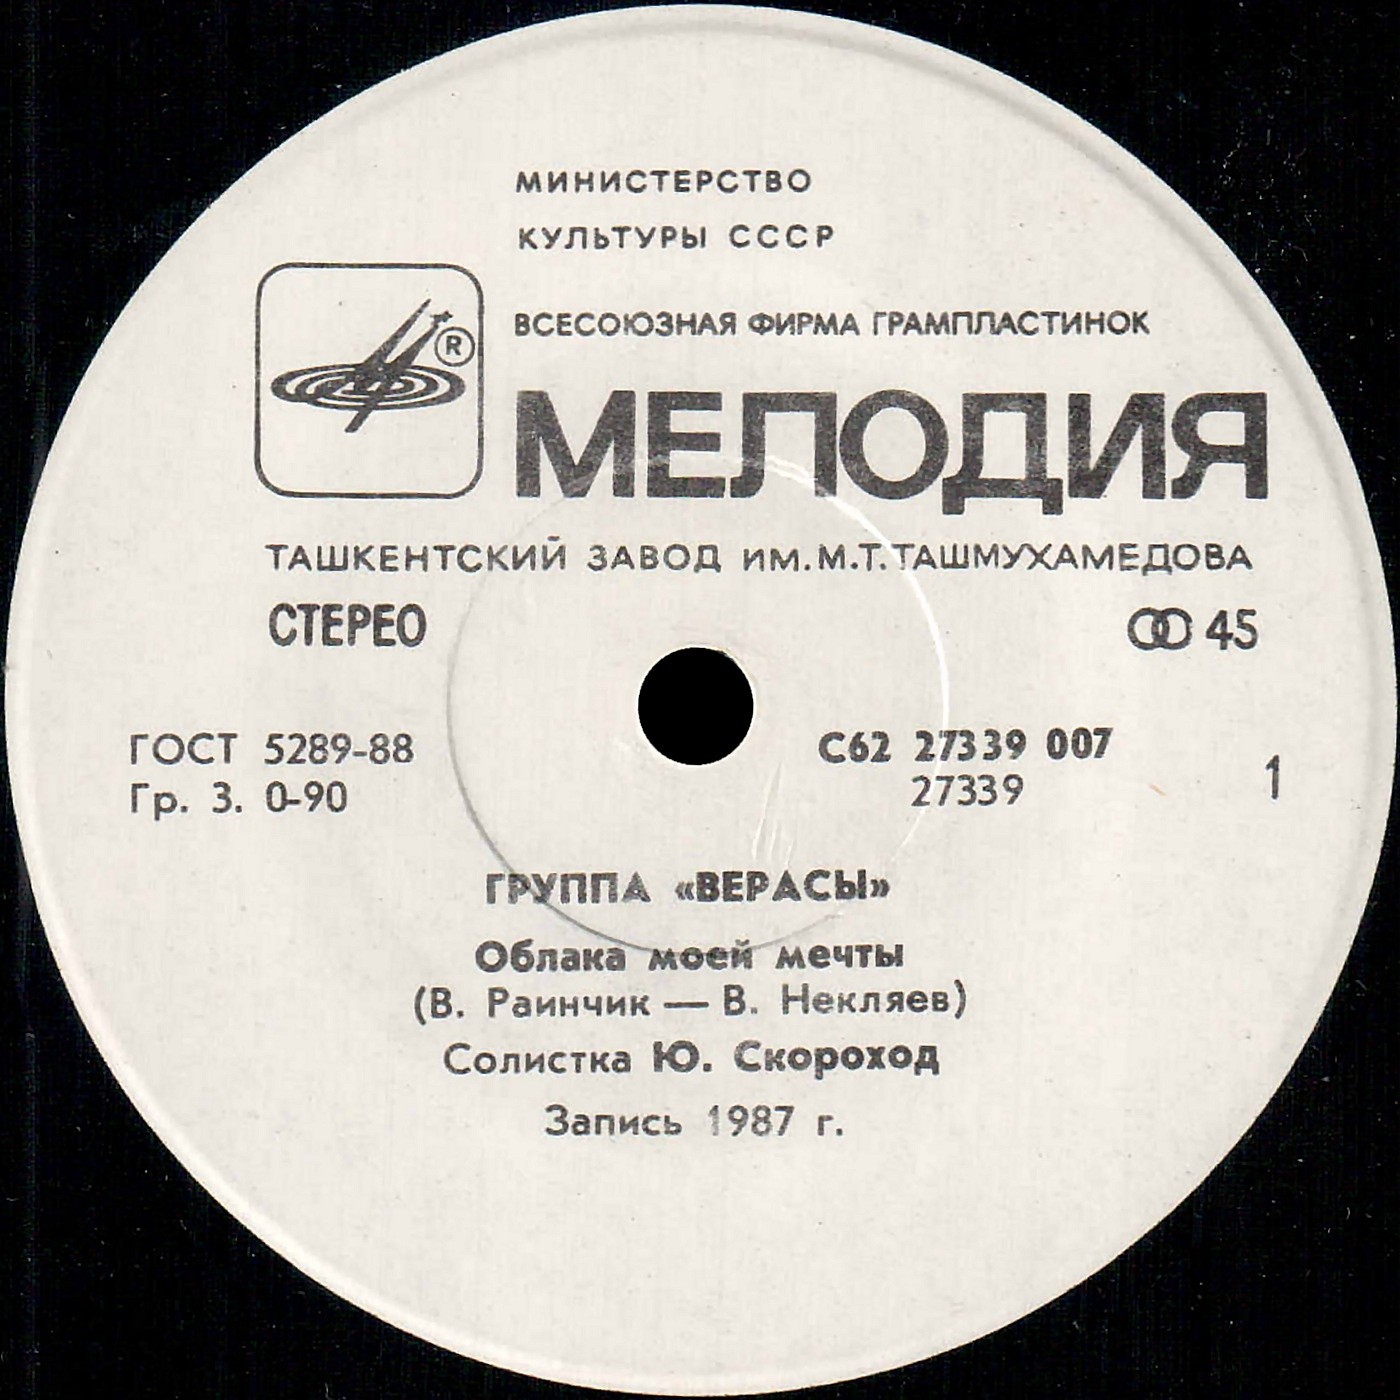 МИНИСТЕРСТВО
КУЛЬТУРЫ СССР
ВСЕСОЮЗНАЯ ФИРМА ГРАМПЛАСТИНОК
®
МЕЛОДИЯ
ТАШКЕНТСКИЙ ЗАВОД ИМ.М.Т.ТАШМУХАМЕДОВА
СТЕРЕО 45
ГОСТ 5289-88 С62 27339 007
Гр. 3. 0-90 27339 1
ГРУППА «ВЕРАСЫ»
Облака моей мечты
(В. Раинчик — В. Некляев)
Солистка Ю. Скороход
Запись 1987 г.